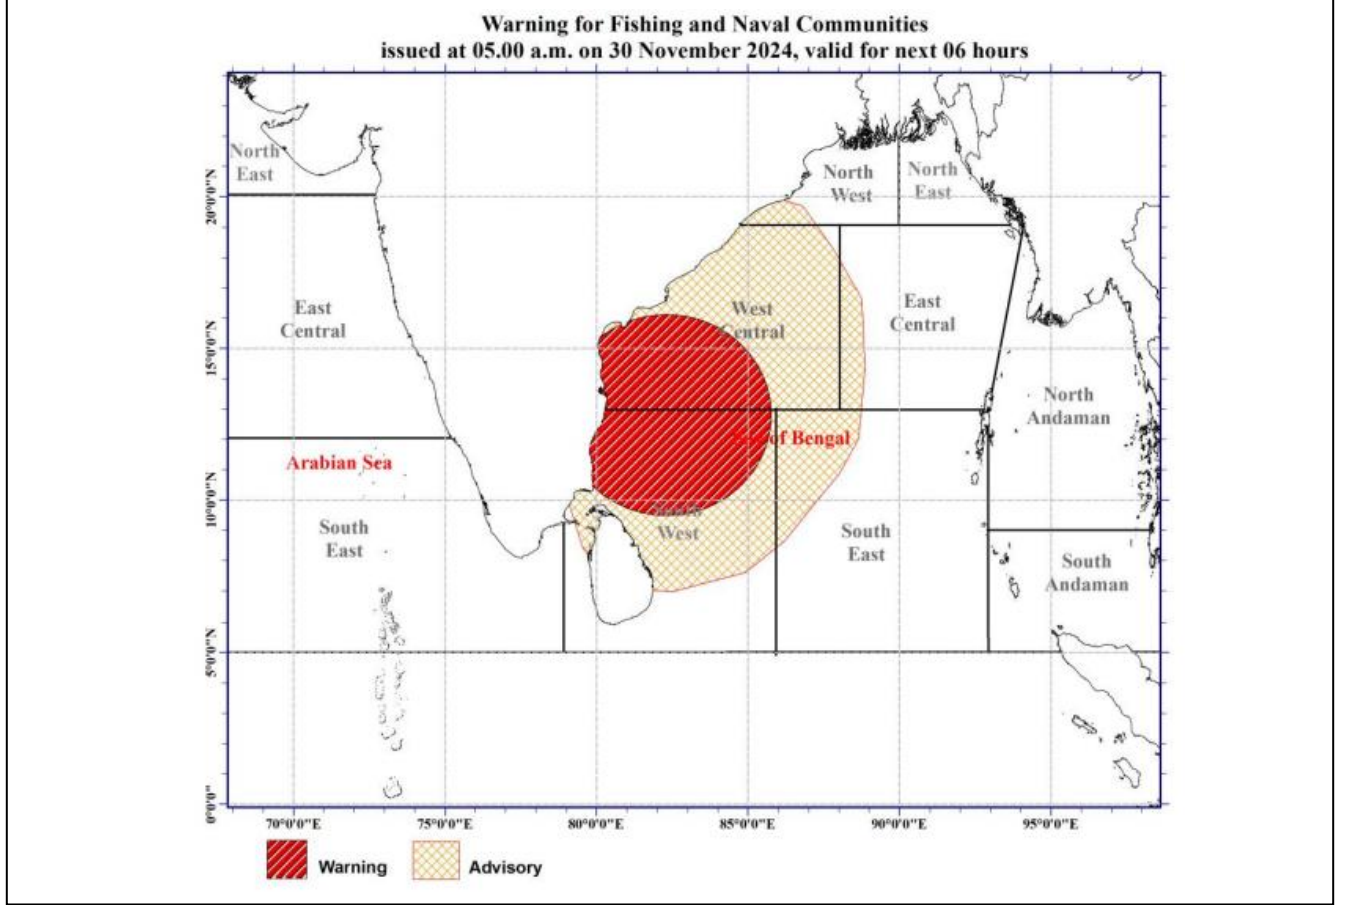 Warning for Fishing and Naval Communities
issued at 05.00 a.m. on 30 November 2024, valid for next 06 hours
North
East
North
West
North
East
20°0'0"N
East
Central
West
Central
East
Central
15°0'0"N
North
Andaman
of Bengal
Arabian Sea
10°0'0"N
South
East
South
West
South
East
South
Andaman
5°0'0"N
0°0'0"
70°0'0"E
75°0'0"E
80°0'0"E
85°0'0"E
90°0'0"E
95°0'0"E
Warning
Advisory